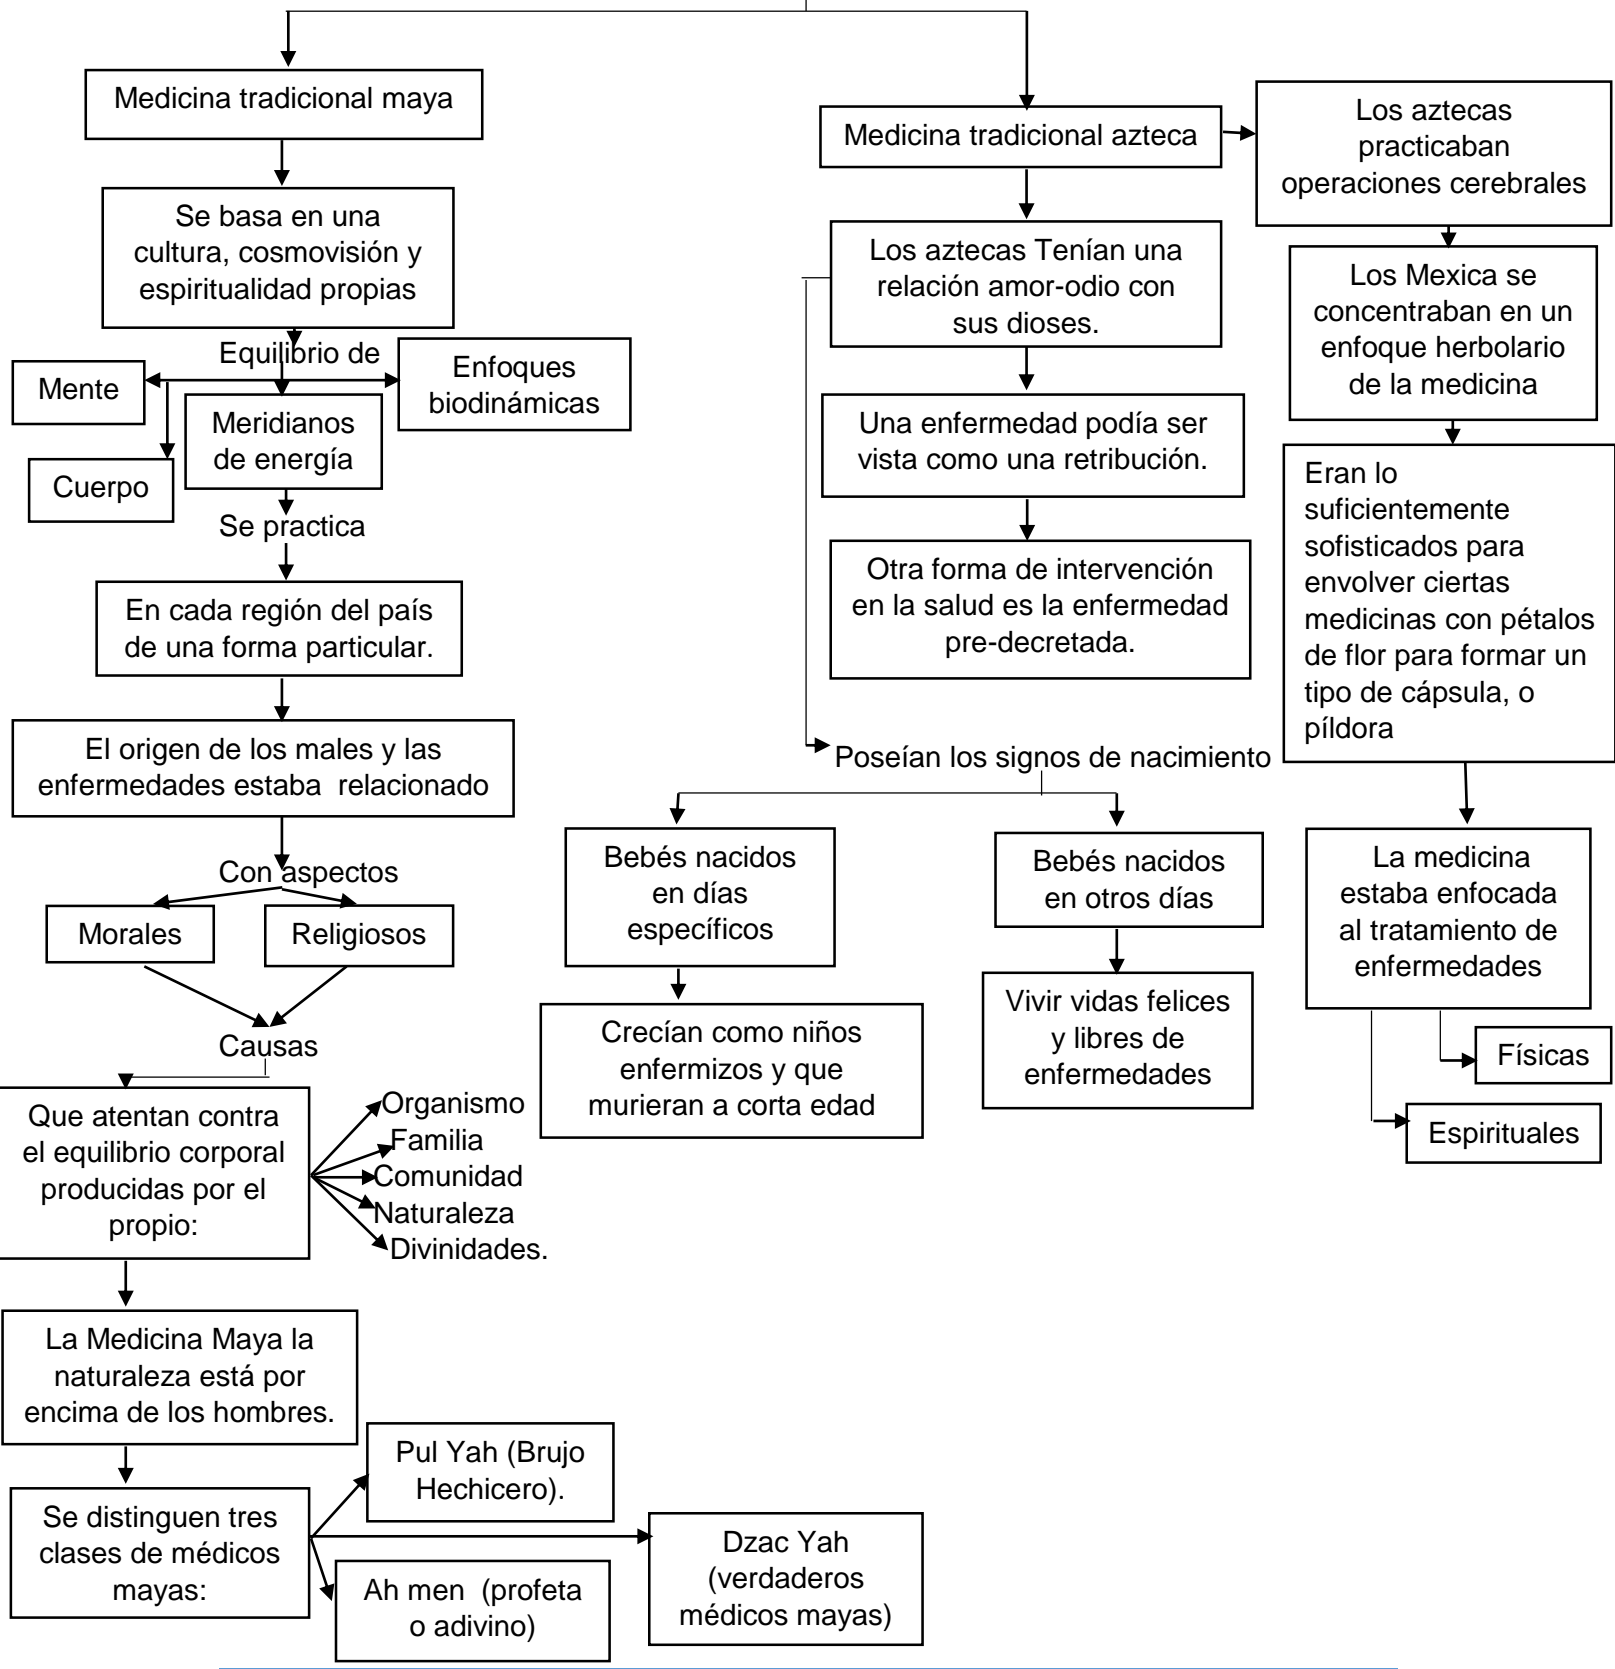 Medicina tradicional maya
Se basa en una
cultura, cosmovisión y
espiritualidad propias
Equilibrio de
Mente
Cuerpo
Meridianos
de energía
Enfoques
biodinámicas
Se practica
En cada región del país
de una forma particular.
El origen de los males y las
enfermedades estaba  relacionado
Con aspectos
Morales
Religiosos
Causas
Que atentan contra
el equilibrio corporal
producidas por el
propio:
Organismo
Familia
Comunidad
Naturaleza
Divinidades.
La Medicina Maya la
naturaleza está por
encima de los hombres.
Se distinguen tres
clases de médicos
mayas:
Pul Yah (Brujo
Hechicero).
Ah men  (profeta
o adivino)
Dzac Yah
(verdaderos
médicos mayas)
Medicina tradicional azteca
Los aztecas Tenían una
relación amor-odio con
sus dioses.
Una enfermedad podía ser
vista como una retribución.
Otra forma de intervención
en la salud es la enfermedad
pre-decretada.
Poseían los signos de nacimiento
Bebés nacidos
en días
específicos
Crecían como niños
enfermizos y que
murieran a corta edad
Bebés nacidos
en otros días
Vivir vidas felices
y libres de
enfermedades
Los aztecas
practicaban
operaciones cerebrales
Los Mexica se
concentraban en un
enfoque herbolario
de la medicina
Eran lo
suficientemente
sofisticados para
envolver ciertas
medicinas con pétalos
de flor para formar un
tipo de cápsula, o
píldora
La medicina
estaba enfocada
al tratamiento de
enfermedades
Físicas
Espirituales